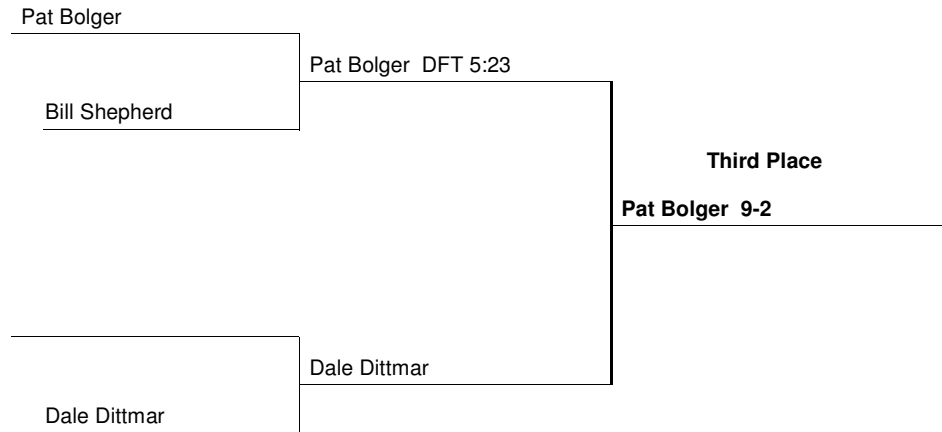 Pat Bolger
Pat Bolger DFT 5:23
Bill Shepherd
Third Place
Pat Bolger 9-2
Dale Dittmar
Dale Dittmar